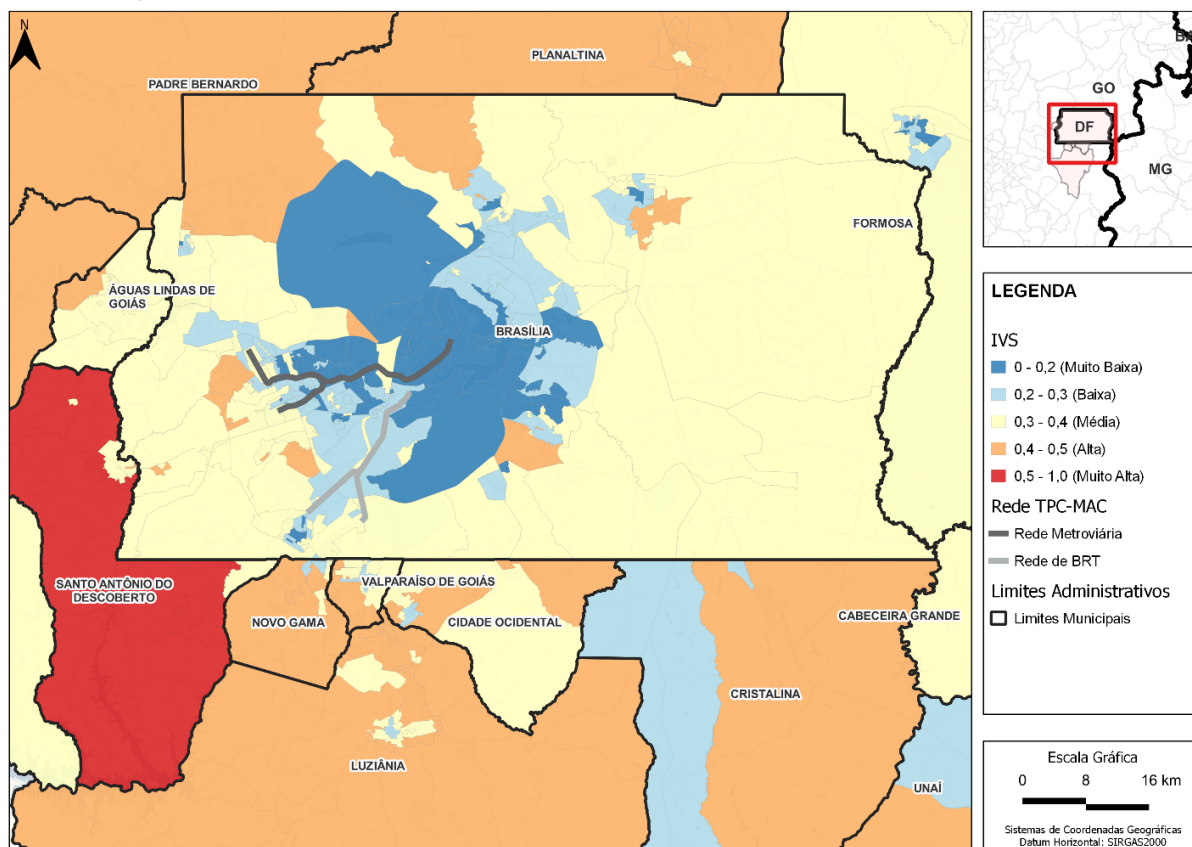 N
PLANALTINA
PADRE BERNARDO
FORMOSA
ÁGUAS LINDAS DE
GOIÁS
BRASÍLIA
SANTO ANTÔNIO DO
DESCOBERTO
VALPARAÍSO DE GOIÁS
NOVO GAMA
CIDADE OCIDENTAL
CABECEIRA GRANDE
CRISTALINA
LUZIÂNIA
UNAÍ
BA
GO
DF
MG
LEGENDA
IVS
0 - 0,2 (Muito Baixa)
0,2 - 0,3 (Baixa)
0,3 - 0,4 (Média)
0,4 - 0,5 (Alta)
0,5 - 1,0 (Muito Alta)
Rede TPC-MAC
Rede Metroviária
Rede de BRT
Limites Administrativos
Limites Municipais
Escala Gráfica
0 8 16 km
Sistemas de Coordenadas Geográficas
Datum Horizontal: SIRGAS2000